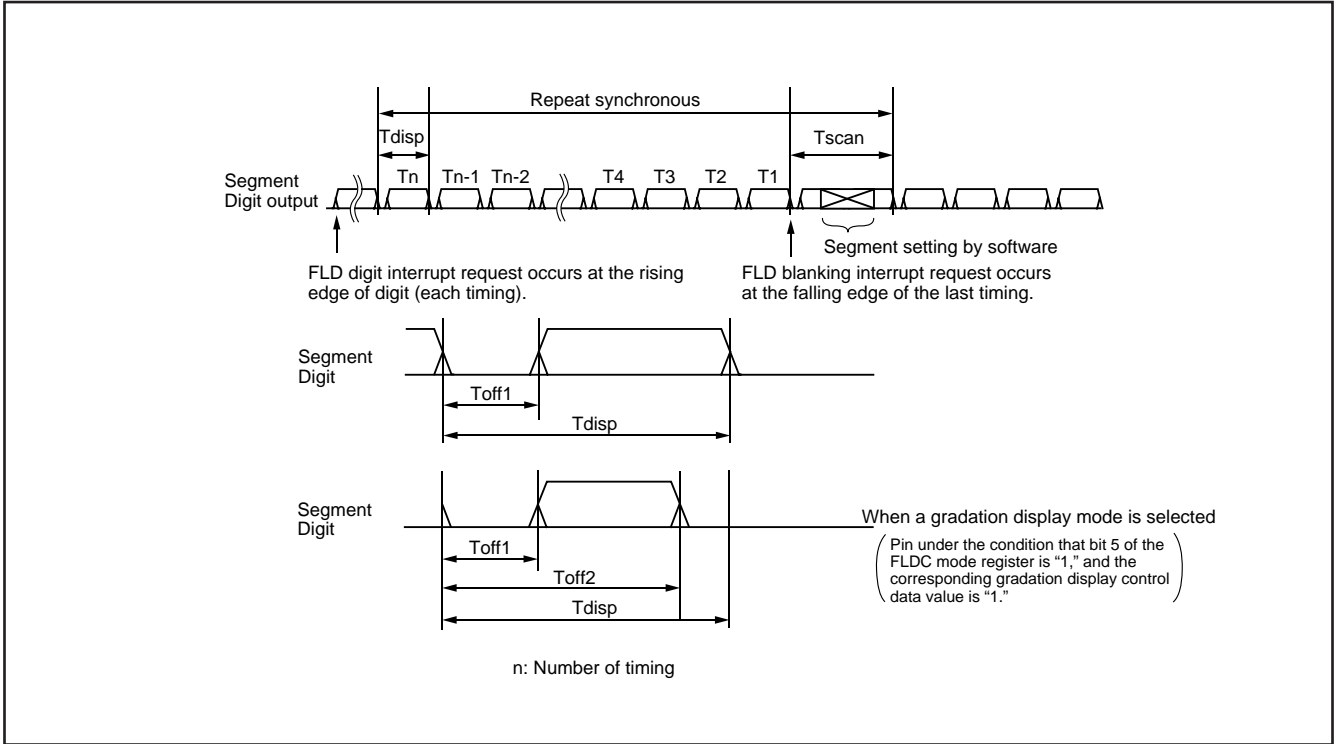 Repeat synchronous
Tdisp
Tscan
Segment
Digit output
Tn
Tn-1
Tn-2
T4
T3
T2
T1
Segment setting by software
FLD digit interrupt request occurs at the rising
edge of digit (each timing).
FLD blanking interrupt request occurs
at the falling edge of the last timing.
Segment
Digit
Toff1
Tdisp
Segment
Digit
Toff1
Toff2
Tdisp
When a gradation display mode is selected
( Pin under the condition that bit 5 of the
FLDC mode register is “1,” and the
corresponding gradation display control
data value is “1.” )
n: Number of timing